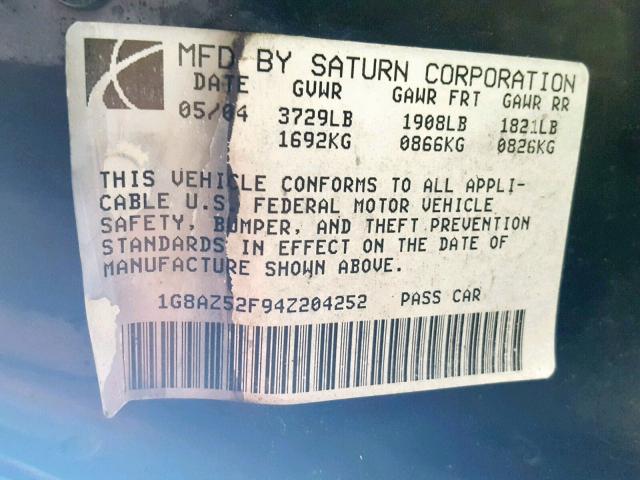 MFD BY SATURN CORPORATION
DATE GVWR GAWR FRT GAWR RR
05/04 3729LB 1908LB 1821LB
1692KG 0866KG 0826KG
THIS VEHICLE CONFORMS TO ALL APPLI-
CABLE U.S. FEDERAL MOTOR VEHICLE
SAFETY, BUMPER, AND THEFT PREVENTION
STANDARDS IN EFFECT ON THE DATE OF
MANUFACTURE SHOWN ABOVE.
1G8AZ52F94Z204252 PASS CAR